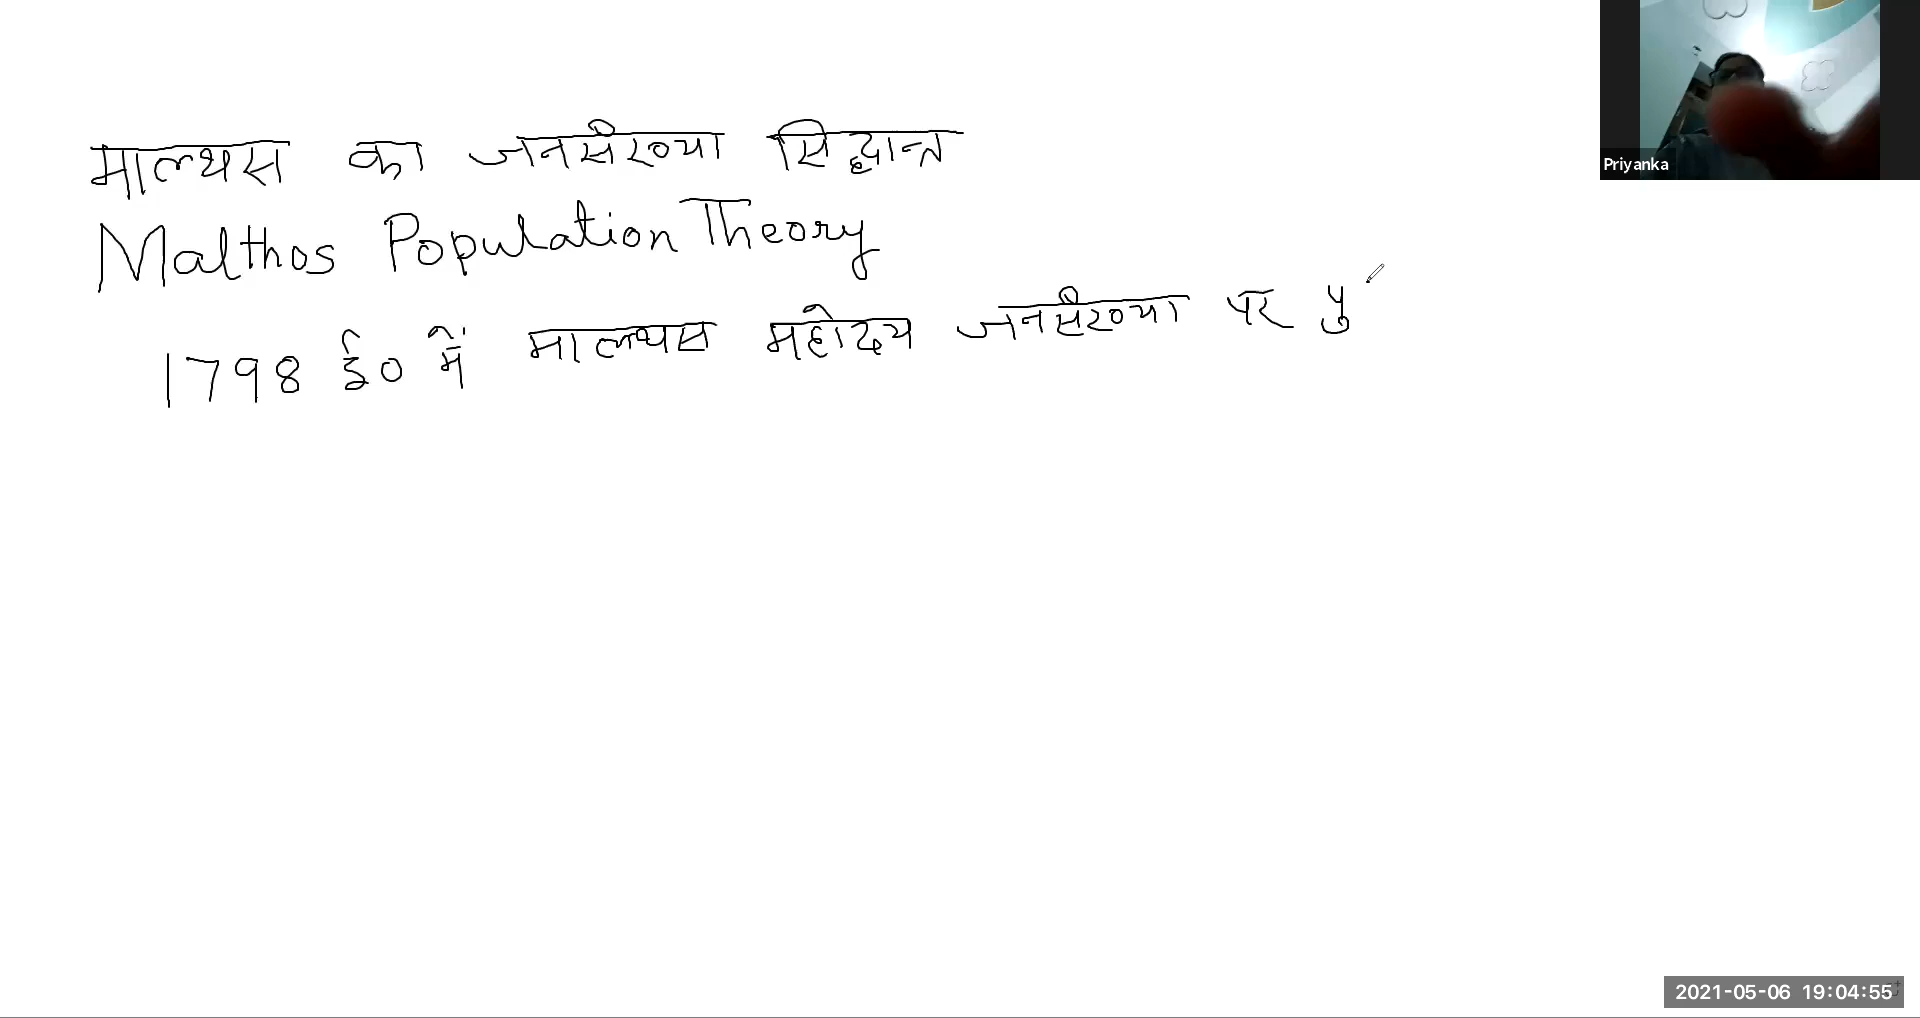 माल्थस का जनसंख्या सिद्धान्त
Malthos Population Theory
1798 ई० में माल्थस महोदय जनसंख्या पर पु
Priyanka
2021-05-06 19:04:55